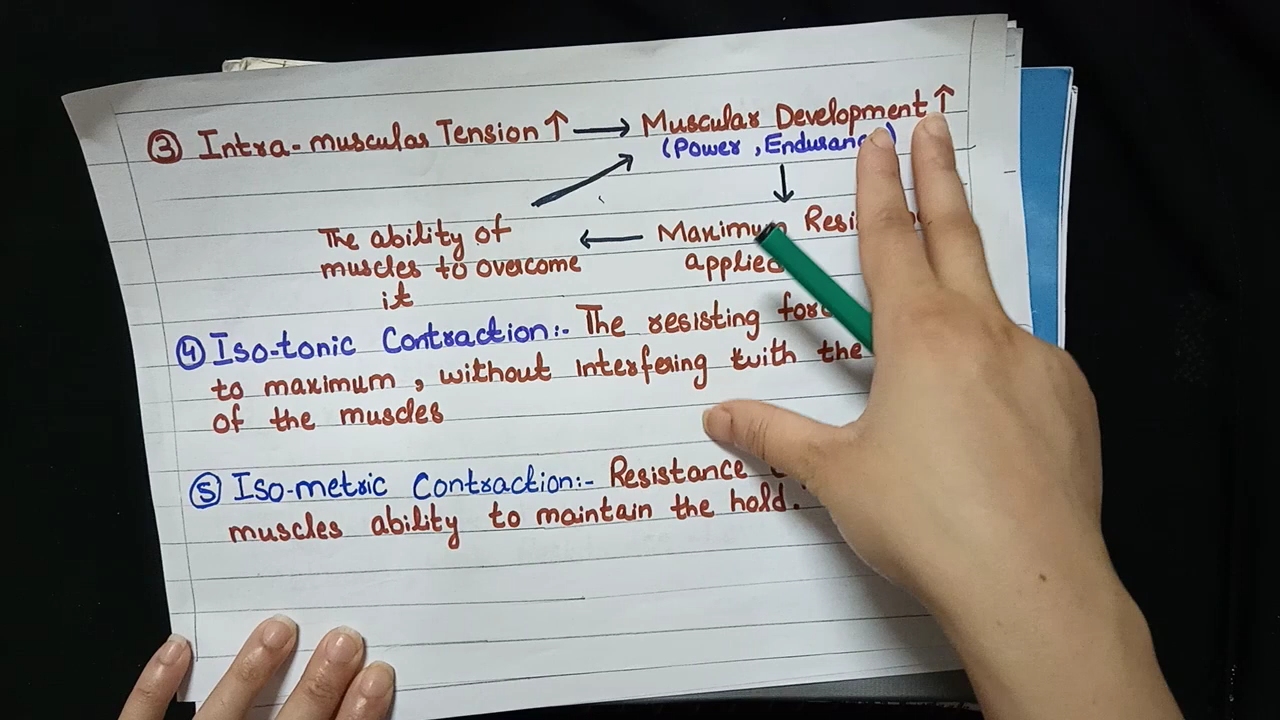 ③ Intra-muscular Tension ↑ → Muscular Development ↑
(Power , Enduran
The ability of ← Maximum
muscles to overcome applied
it
④ Iso-tonic Contraction:- The resisting
to maximum , without interfering with the
of the muscles
⑤ Iso-metric Contraction:- Resistance
muscles ability to maintain the hold.